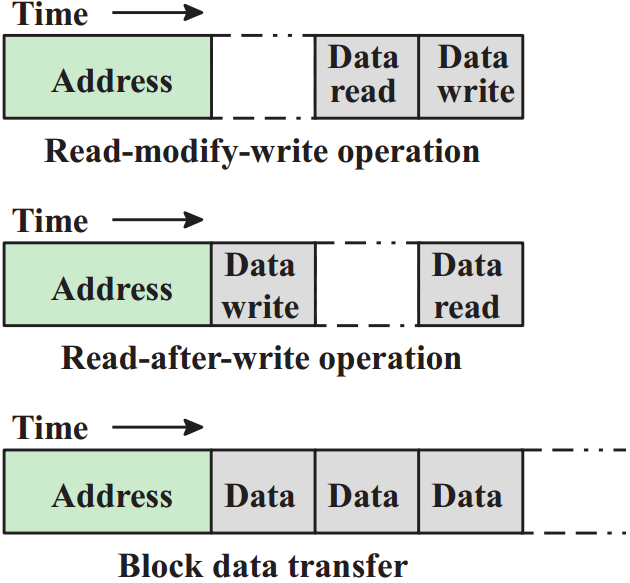 Time
Address
Data
read
Data
write
Read-modify-write operation
Time
Address
Data
write
Data
read
Read-after-write operation
Time
Address
Data
Data
Data
Block data transfer